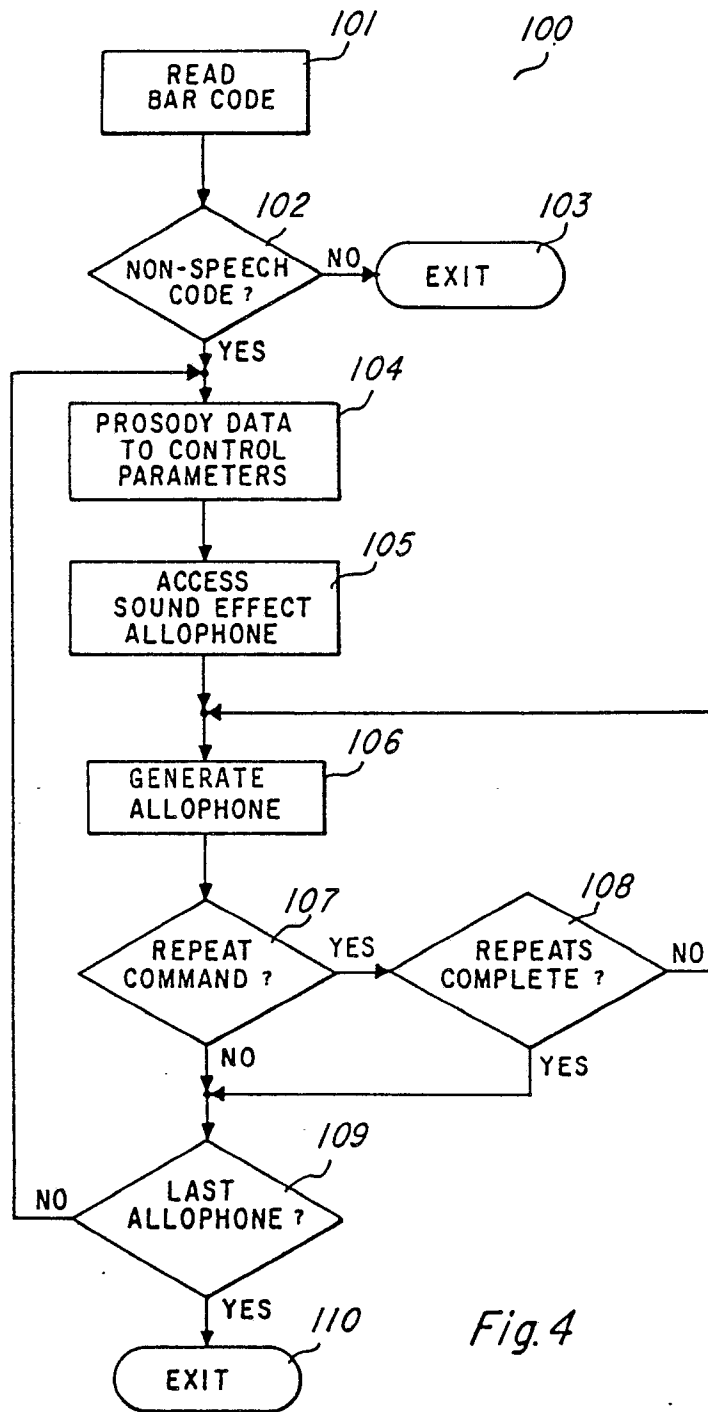 101
100
READ
BAR CODE
102
103
NON-SPEECH
CODE ?
NO
EXIT
YES
104
PROSODY DATA
TO CONTROL
PARAMETERS
105
ACCESS
SOUND EFFECT
ALLOPHONE
106
GENERATE
ALLOPHONE
107
108
REPEAT
COMMAND ?
YES
REPEATS
COMPLETE ?
NO
NO
YES
109
NO
LAST
ALLOPHONE ?
YES
110
EXIT
Fig. 4